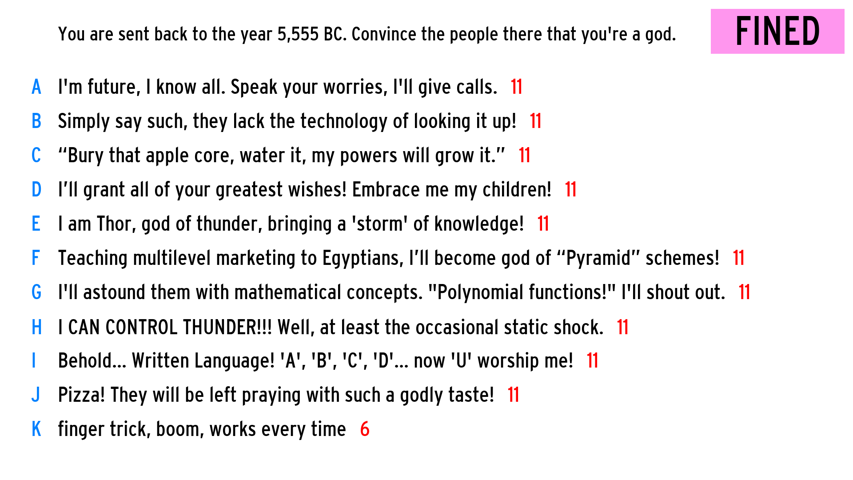 You are sent back to the year 5,555 BC. Convince the people there that you're a god.
FINED
A I'm future, I know all. Speak your worries, I'll give calls. 11
B Simply say such, they lack the technology of looking it up! 11
C “Bury that apple core, water it, my powers will grow it.” 11
D I’ll grant all of your greatest wishes! Embrace me my children! 11
E I am Thor, god of thunder, bringing a 'storm' of knowledge! 11
F Teaching multilevel marketing to Egyptians, I’ll become god of “Pyramid” schemes! 11
G I'll astound them with mathematical concepts. "Polynomial functions!" I'll shout out. 11
H I CAN CONTROL THUNDER!!! Well, at least the occasional static shock. 11
I Behold... Written Language! 'A', 'B', 'C', 'D'... now 'U' worship me! 11
J Pizza! They will be left praying with such a godly taste! 11
K finger trick, boom, works every time 6